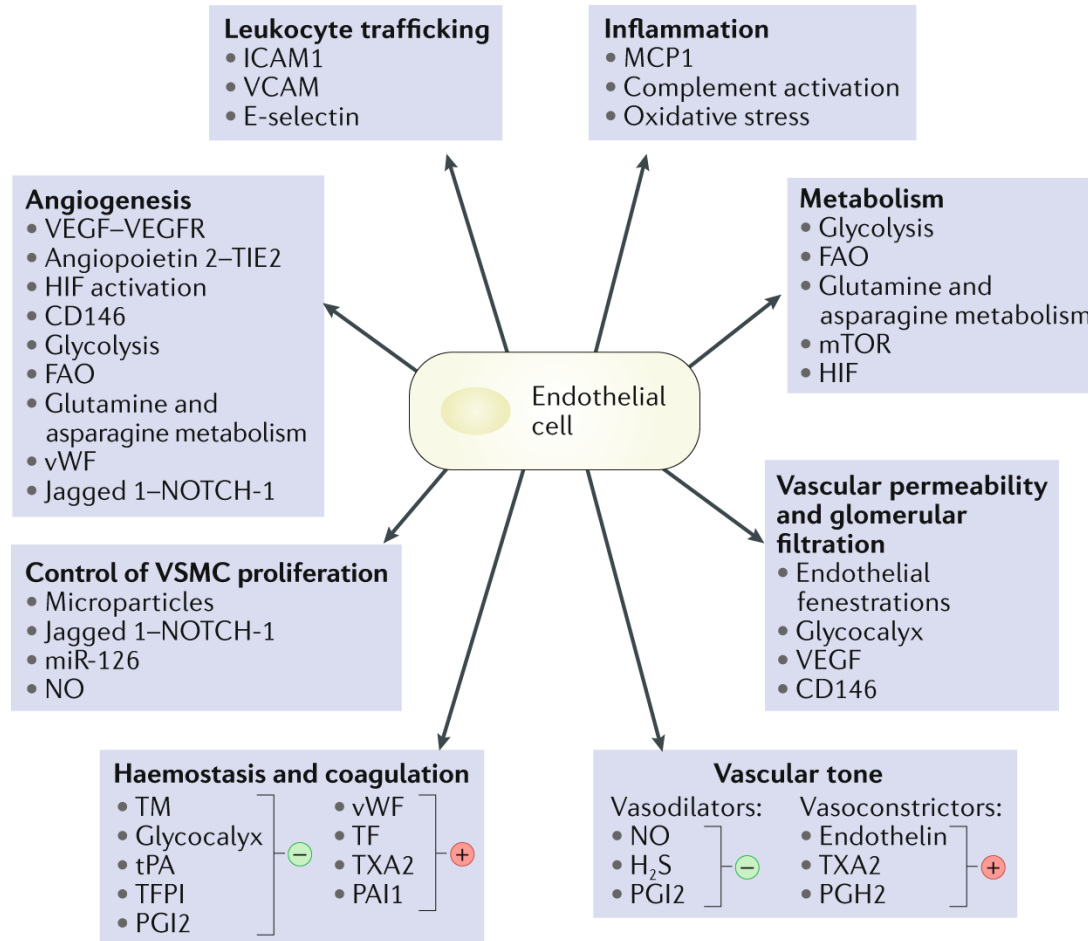 Leukocyte trafficking
• ICAM1
• VCAM
• E-selectin
Inflammation
• MCP1
• Complement activation
• Oxidative stress
Angiogenesis
• VEGF–VEGFR
• Angiopoietin 2–TIE2
• HIF activation
• CD146
• Glycolysis
• FAO
• Glutamine and
asparagine metabolism
• vWF
• Jagged 1–NOTCH-1
Metabolism
• Glycolysis
• FAO
• Glutamine and
asparagine metabolism
• mTOR
• HIF
Endothelial
cell
Control of VSMC proliferation
• Microparticles
• Jagged 1–NOTCH-1
• miR-126
• NO
Vascular permeability
and glomerular
filtration
• Endothelial
fenestrations
• Glycocalyx
• VEGF
• CD146
Haemostasis and coagulation
• TM
• Glycocalyx
• tPA
• TFPI
• PGI2
−
• vWF
• TF
• TXA2
• PAI1
+
Vascular tone
Vasodilators:
• NO
• H₂S
• PGI2
−
Vasoconstrictors:
• Endothelin
• TXA2
• PGH2
+